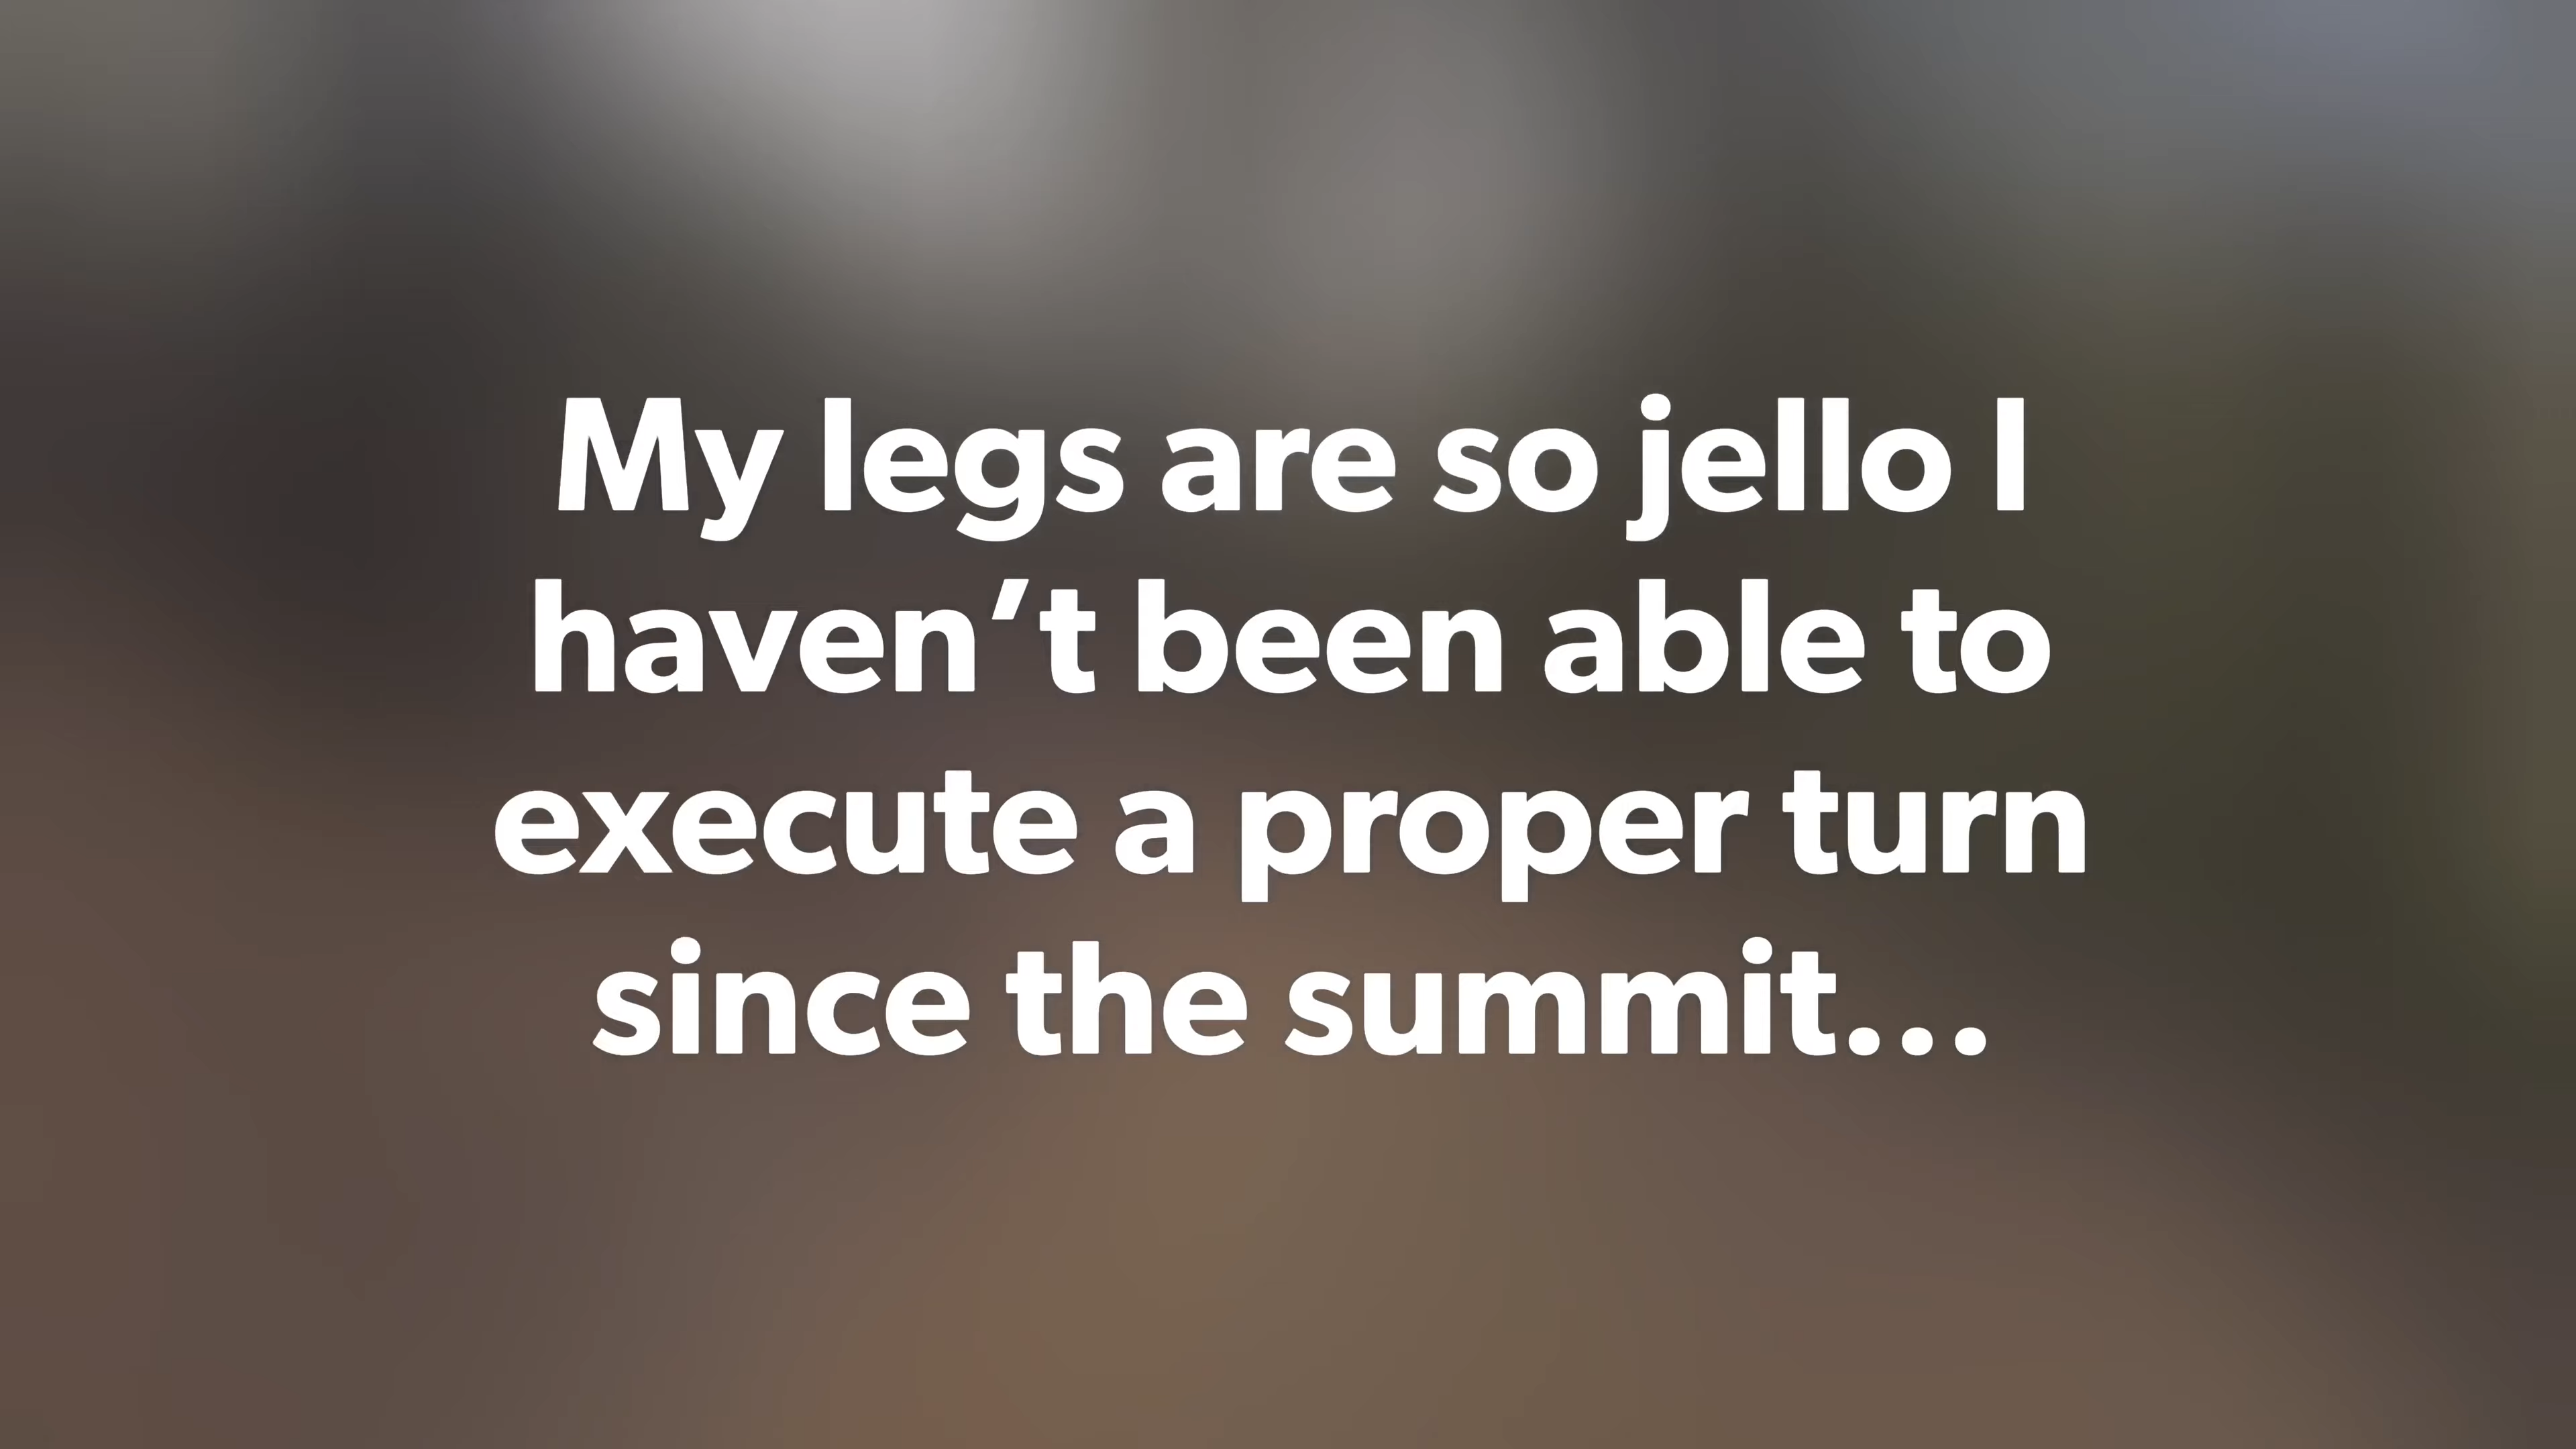 My legs are so jello I
haven’t been able to
execute a proper turn
since the summit...